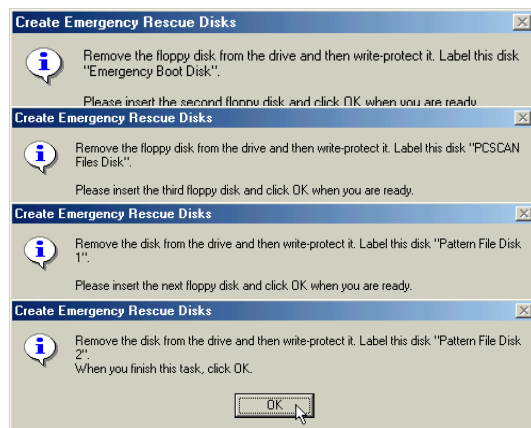 Create Emergency Rescue Disks
Remove the floppy disk from the drive and then write-protect it. Label this disk
"Emergency Boot Disk".
Please insert the second floppy disk and click OK when you are ready.
Create Emergency Rescue Disks
Remove the floppy disk from the drive and then write-protect it. Label this disk "PCSCAN
Files Disk".
Please insert the third floppy disk and click OK when you are ready.
Create Emergency Rescue Disks
Remove the disk from the drive and then write-protect it. Label this disk "Pattern File Disk
1".
Please insert the next floppy disk and click OK when you are ready.
Create Emergency Rescue Disks
Remove the disk from the drive and then write-protect it. Label this disk "Pattern File Disk
2".
When you finish this task, click OK.
OK